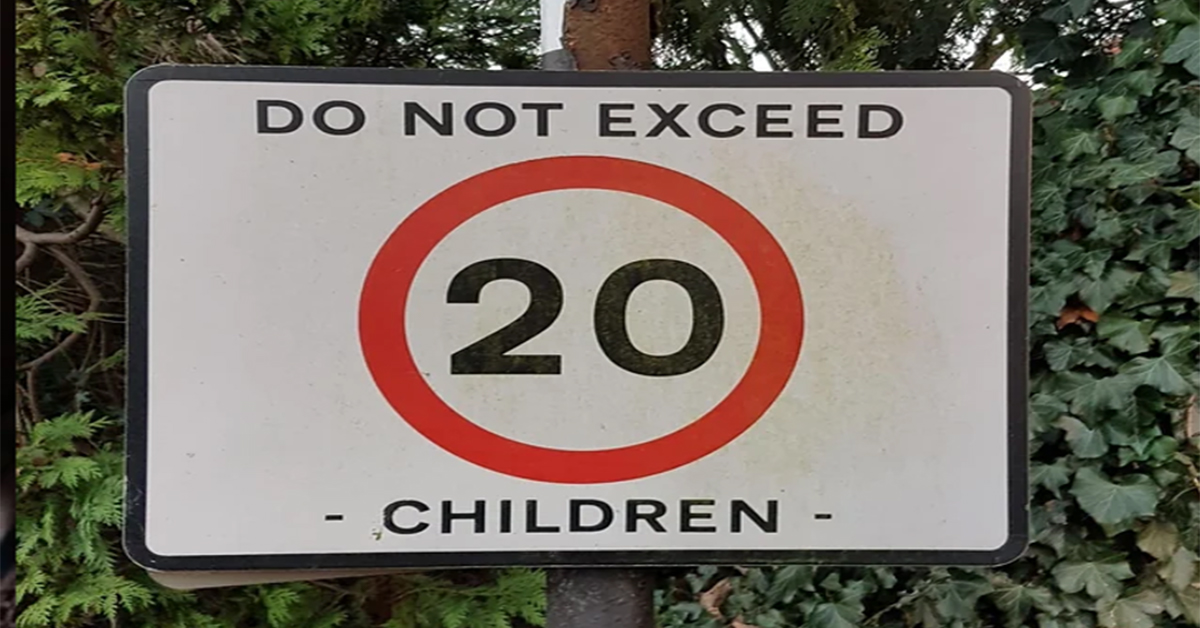 DO NOT EXCEED
20
- CHILDREN -